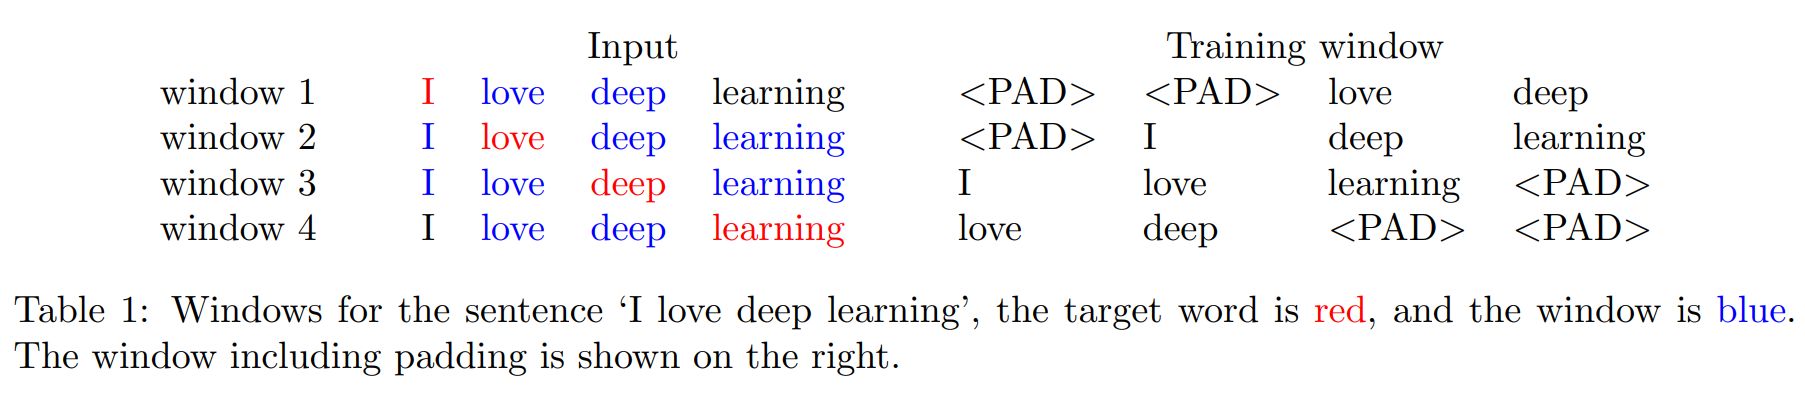 Input Training window
window 1 I love deep learning <PAD> <PAD> love deep
window 2 I love deep learning <PAD> I deep learning
window 3 I love deep learning I love learning <PAD>
window 4 I love deep learning love deep <PAD> <PAD>
Table 1: Windows for the sentence ‘I love deep learning’, the target word is red, and the window is blue.
The window including padding is shown on the right.